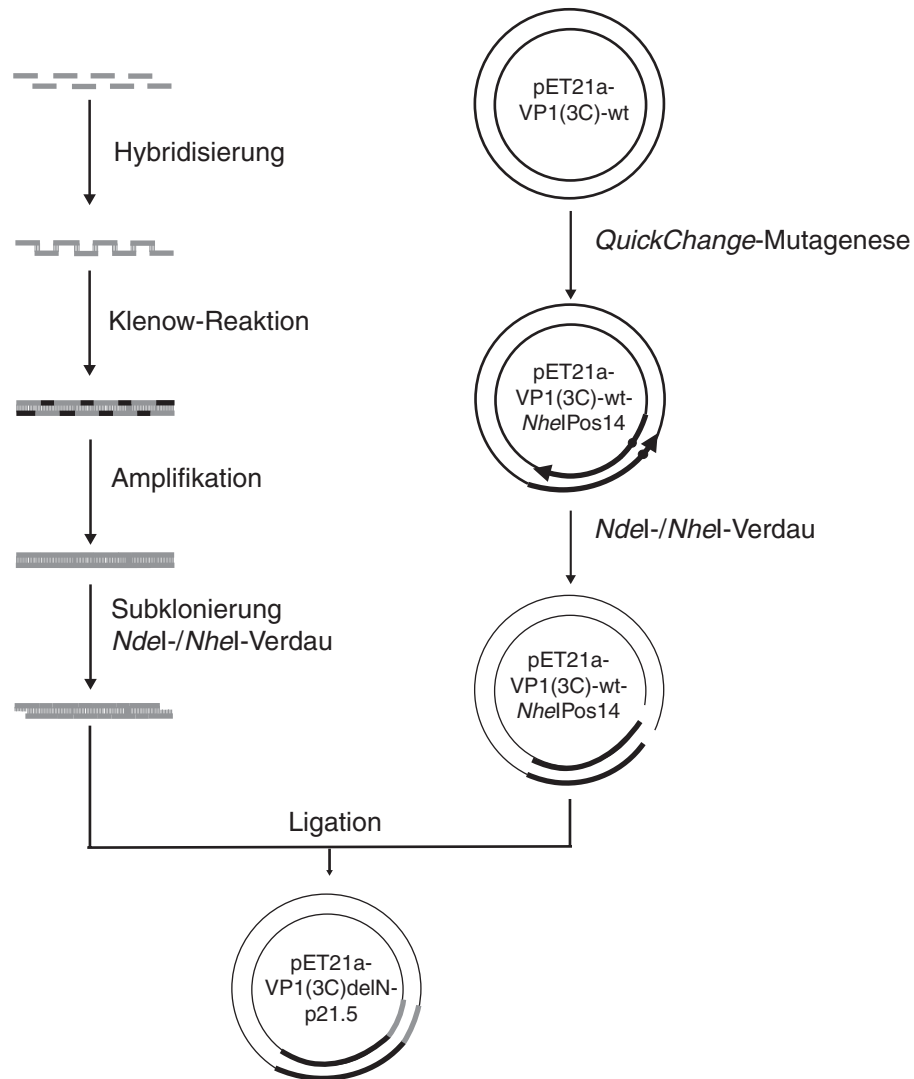 Hybridisierung
Klenow-Reaktion
Amplifikation
Subklonierung
NdeI-/NheI-Verdau
pET21a-
VP1(3C)-wt
QuickChange-Mutagenese
pET21a-
VP1(3C)-wt-
NheIPos14
NdeI-/NheI-Verdau
pET21a-
VP1(3C)-wt-
NheIPos14
Ligation
pET21a-
VP1(3C)delN-
p21.5